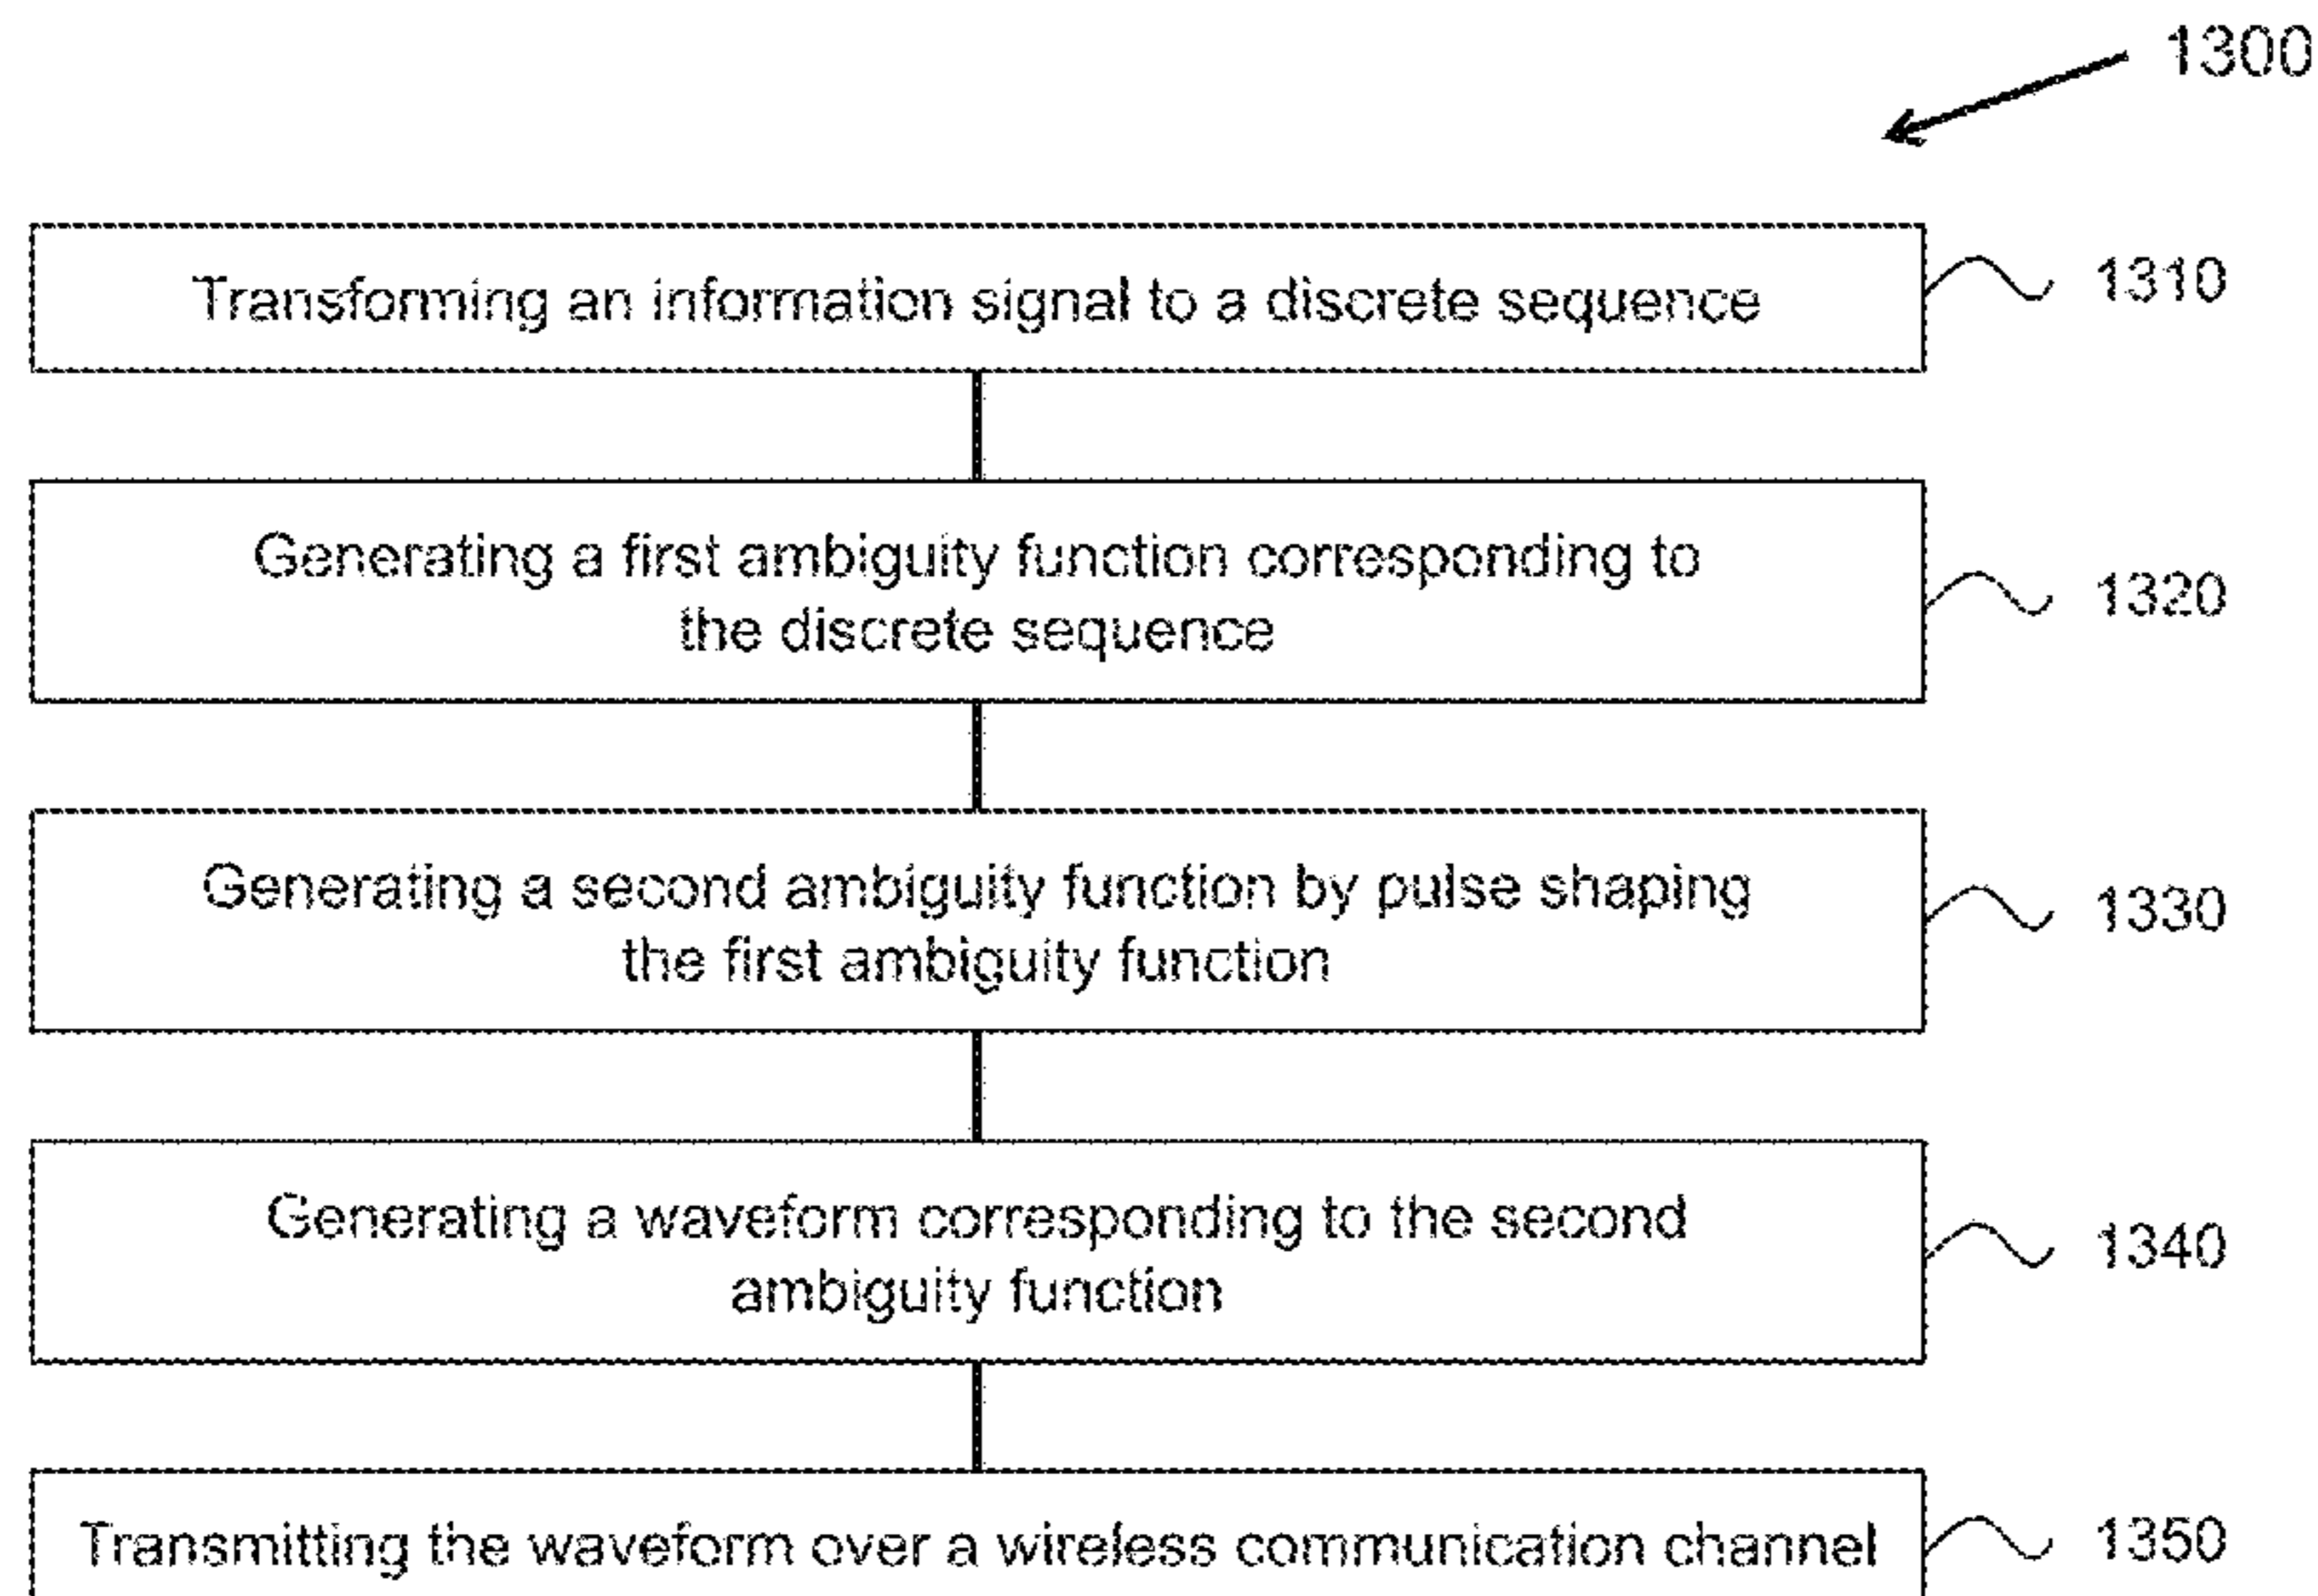 1300
Transforming an information signal to a discrete sequence
1310
Generating a first ambiguity function corresponding to
the discrete sequence
1320
Generating a second ambiguity function by pulse shaping
the first ambiguity function
1330
Generating a waveform corresponding to the second
ambiguity function
1340
Transmitting the waveform over a wireless communication channel
1350